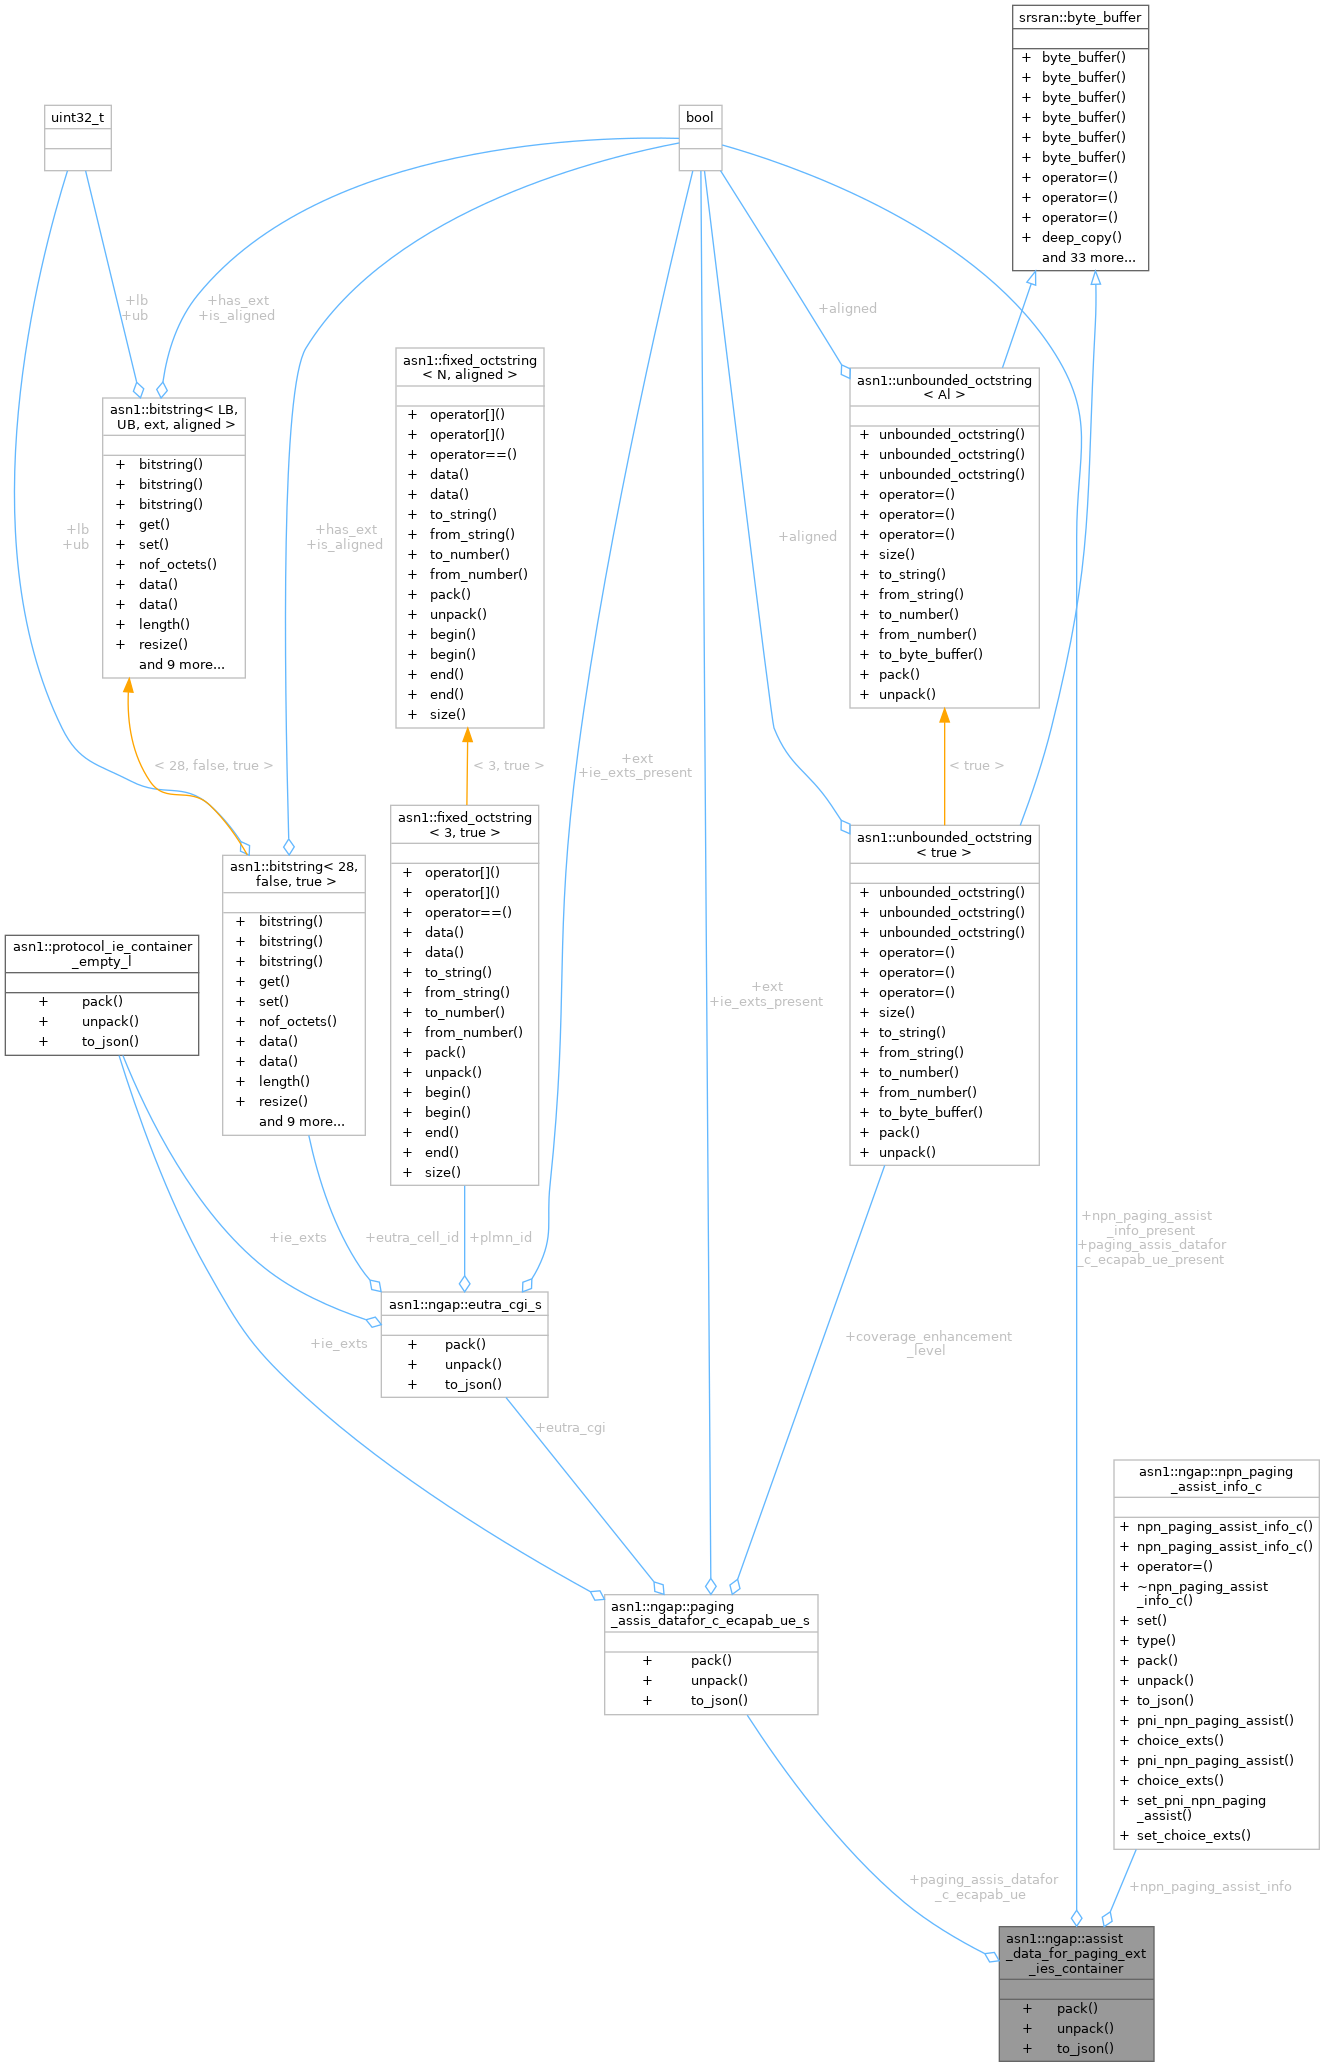 srsran::byte_buffer
+ byte_buffer()
+ byte_buffer()
+ byte_buffer()
+ byte_buffer()
+ byte_buffer()
+ byte_buffer()
+ operator=()
+ operator=()
+ operator=()
+ deep_copy()
and 33 more...
uint32_t
bool
+lb
+ub
+has_ext
+is_aligned
+aligned
asn1::bitstring< LB,
UB, ext, aligned >
+ bitstring()
+ bitstring()
+ bitstring()
+ get()
+ set()
+ nof_octets()
+ data()
+ data()
+ length()
+ resize()
and 9 more...
asn1::fixed_octstring
< N, aligned >
+ operator[]()
+ operator[]()
+ operator==()
+ data()
+ data()
+ to_string()
+ from_string()
+ to_number()
+ from_number()
+ pack()
+ unpack()
+ begin()
+ begin()
+ end()
+ end()
+ size()
asn1::unbounded_octstring
< Al >
+ unbounded_octstring()
+ unbounded_octstring()
+ unbounded_octstring()
+ operator=()
+ operator=()
+ operator=()
+ size()
+ to_string()
+ from_string()
+ to_number()
+ from_number()
+ to_byte_buffer()
+ pack()
+ unpack()
+lb
+ub
+has_ext
+is_aligned
+aligned
< 28, false, true >
< 3, true >
+ext
+ie_exts_present
< true >
asn1::bitstring< 28,
false, true >
+ bitstring()
+ bitstring()
+ bitstring()
+ get()
+ set()
+ nof_octets()
+ data()
+ data()
+ length()
+ resize()
and 9 more...
asn1::fixed_octstring
< 3, true >
+ operator[]()
+ operator[]()
+ operator==()
+ data()
+ data()
+ to_string()
+ from_string()
+ to_number()
+ from_number()
+ pack()
+ unpack()
+ begin()
+ begin()
+ end()
+ end()
+ size()
asn1::unbounded_octstring
< true >
+ unbounded_octstring()
+ unbounded_octstring()
+ unbounded_octstring()
+ operator=()
+ operator=()
+ operator=()
+ size()
+ to_string()
+ from_string()
+ to_number()
+ from_number()
+ to_byte_buffer()
+ pack()
+ unpack()
asn1::protocol_ie_container
_empty_l
+ pack()
+ unpack()
+ to_json()
+ext
+ie_exts_present
+ie_exts
+eutra_cell_id
+plmn_id
+npn_paging_assist
_info_present
+paging_assis_datafor
_c_ecapab_ue_present
asn1::ngap::eutra_cgi_s
+ pack()
+ unpack()
+ to_json()
+ie_exts
+coverage_enhancement
_level
+eutra_cgi
asn1::ngap::npn_paging
_assist_info_c
+ npn_paging_assist_info_c()
+ npn_paging_assist_info_c()
+ operator=()
+ ~npn_paging_assist
_info_c()
+ set()
+ type()
+ pack()
+ unpack()
+ to_json()
+ pni_npn_paging_assist()
+ choice_exts()
+ pni_npn_paging_assist()
+ choice_exts()
+ set_pni_npn_paging
_assist()
+ set_choice_exts()
asn1::ngap::paging
_assis_datafor_c_ecapab_ue_s
+ pack()
+ unpack()
+ to_json()
+paging_assis_datafor
_c_ecapab_ue
+npn_paging_assist_info
asn1::ngap::assist
_data_for_paging_ext
_ies_container
+ pack()
+ unpack()
+ to_json()